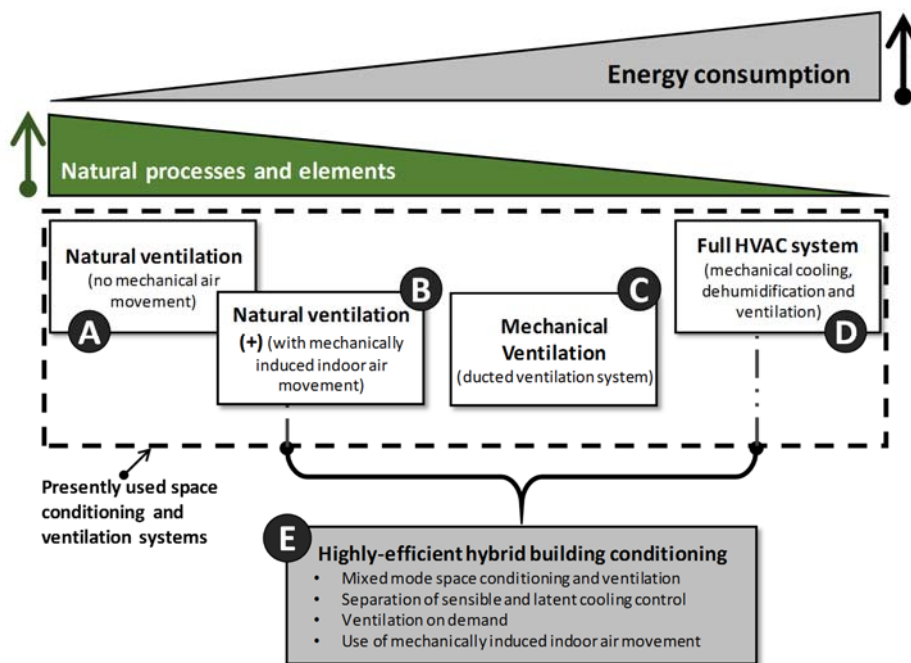 Energy consumption
Natural processes and elements
Natural ventilation
(no mechanical air
movement)
A
B
Natural ventilation
(+) (with mechanically
induced indoor air
movement)
C
Mechanical
Ventilation
(ducted ventilation system)
Full HVAC system
(mechanical cooling,
dehumidification and
ventilation)
D
Presently used space
conditioning and
ventilation systems
E
Highly-efficient hybrid building conditioning
• Mixed mode space conditioning and ventilation
• Separation of sensible and latent cooling control
• Ventilation on demand
• Use of mechanically induced indoor air movement